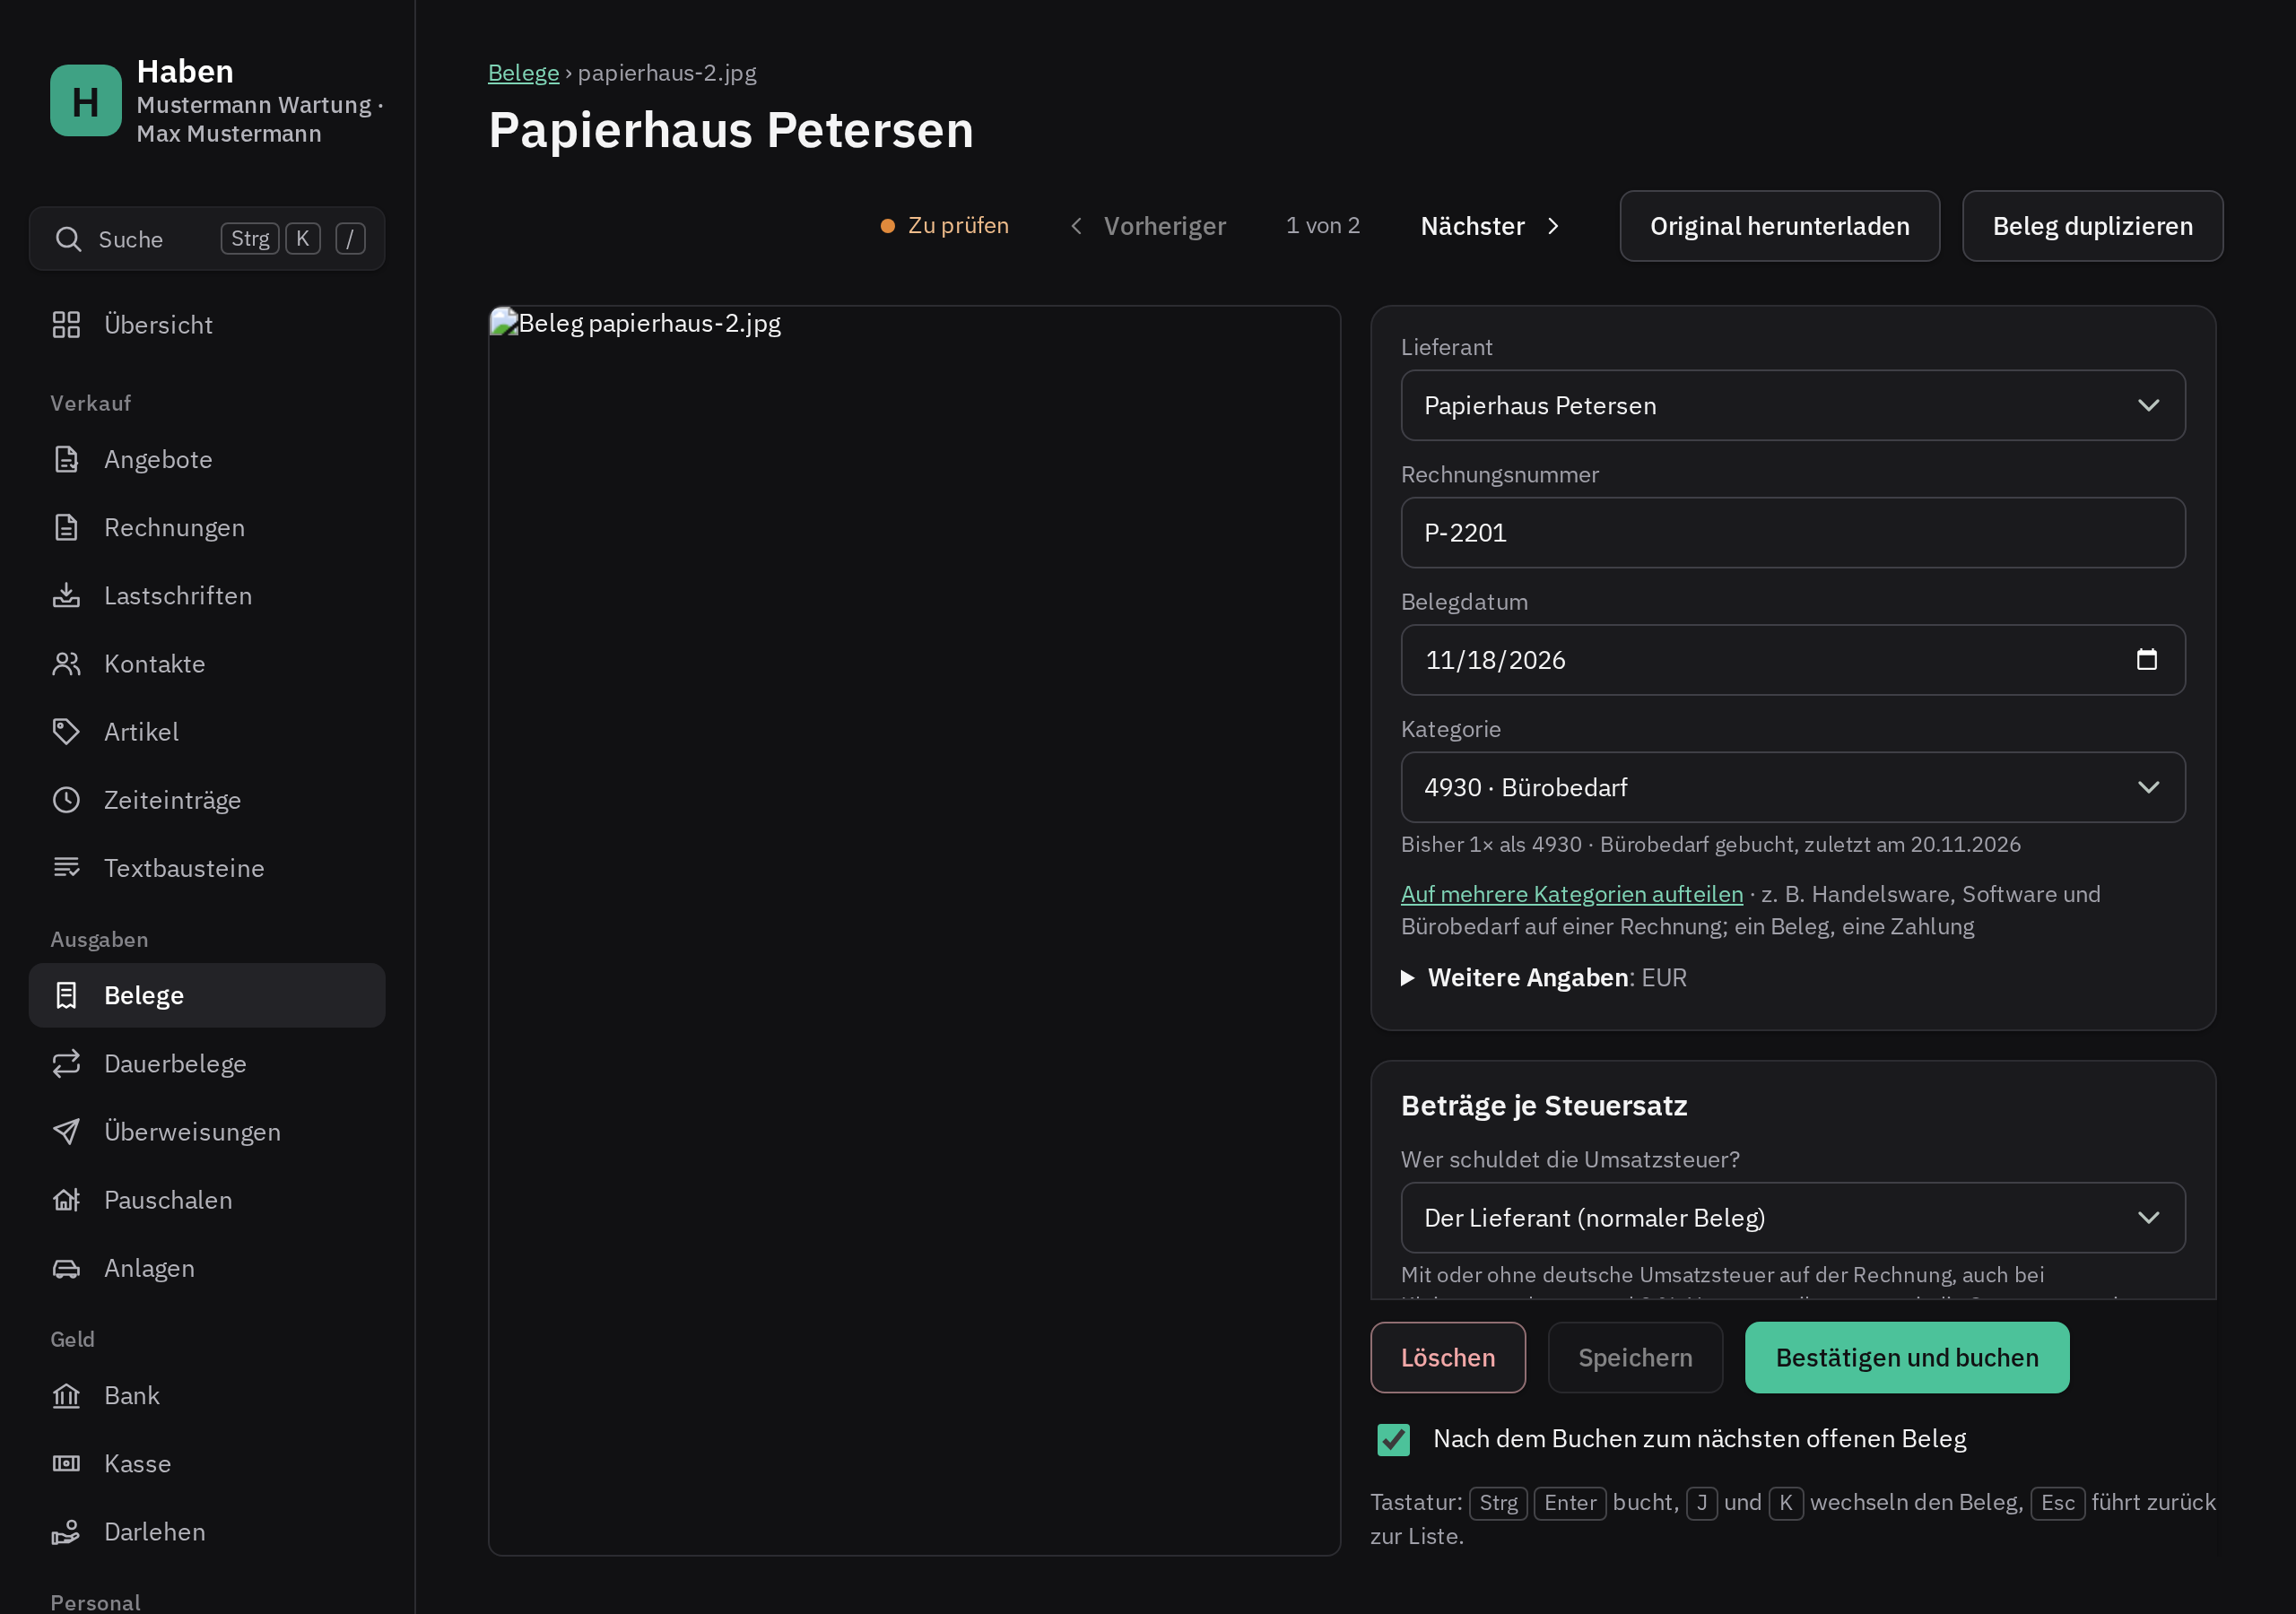 Haben
Mustermann Wartung ·
Max Mustermann
Suche Strg K /
Übersicht
Verkauf
Angebote
Rechnungen
Lastschriften
Kontakte
Artikel
Zeiteinträge
Textbausteine
Ausgaben
Belege
Dauerbelege
Überweisungen
Pauschalen
Anlagen
Geld
Bank
Kasse
Darlehen
Personal
Belege › papierhaus-2.jpg
Papierhaus Petersen
Zu prüfen Vorheriger 1 von 2 Nächster Original herunterladen Beleg duplizieren
Beleg papierhaus-2.jpg
Lieferant
Papierhaus Petersen
Rechnungsnummer
P-2201
Belegdatum
11/18/2026
Kategorie
4930 · Bürobedarf
Bisher 1× als 4930 · Bürobedarf gebucht, zuletzt am 20.11.2026
Auf mehrere Kategorien aufteilen · z. B. Handelsware, Software und
Bürobedarf auf einer Rechnung; ein Beleg, eine Zahlung
Weitere Angaben: EUR
Beträge je Steuersatz
Wer schuldet die Umsatzsteuer?
Der Lieferant (normaler Beleg)
Mit oder ohne deutsche Umsatzsteuer auf der Rechnung, auch bei
Löschen Speichern Bestätigen und buchen
Nach dem Buchen zum nächsten offenen Beleg
Tastatur: Strg Enter bucht, J und K wechseln den Beleg, Esc führt zurück
zur Liste.
H